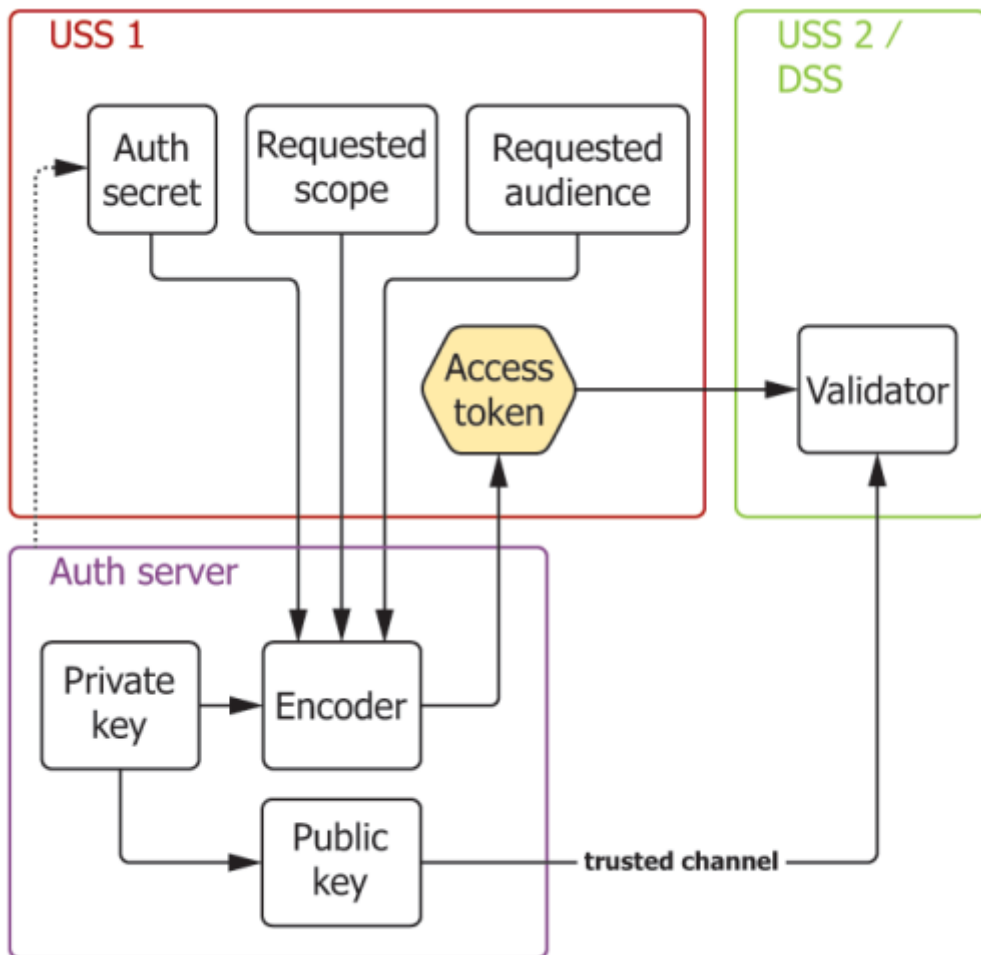 USS 1
USS 2 /
DSS
Auth
secret
Requested
scope
Requested
audience
Access
token
Validator
Auth server
Private
key
Encoder
Public
key
trusted channel